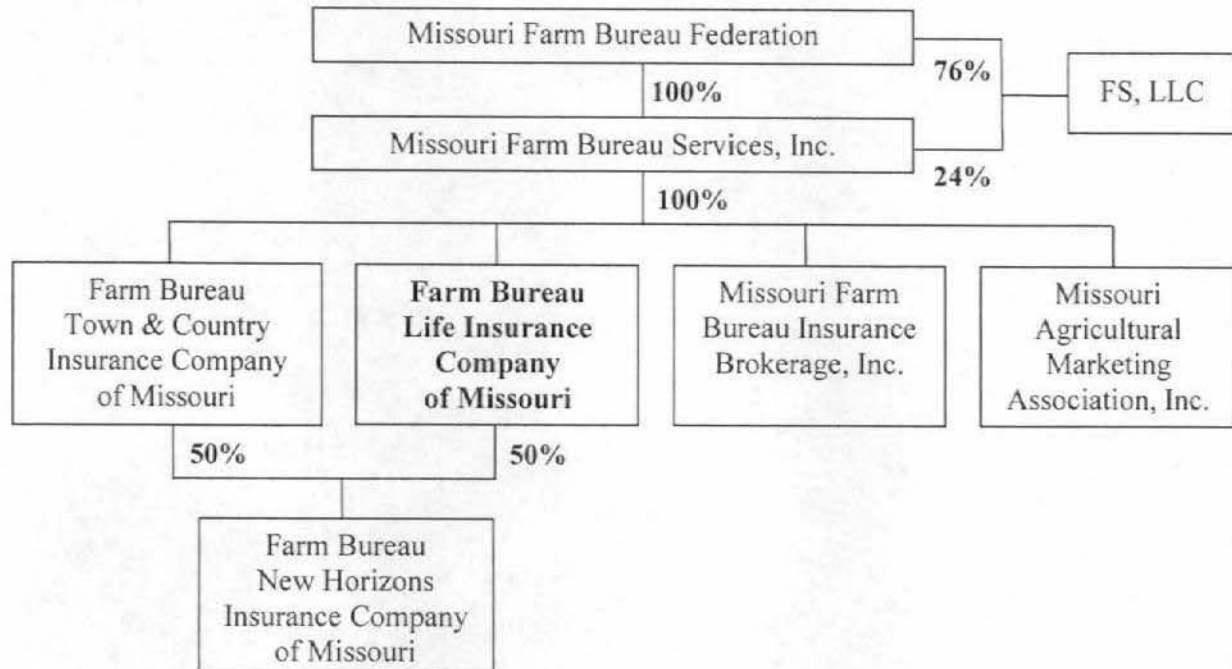 Missouri Farm Bureau Federation
76%
100%
FS, LLC
Missouri Farm Bureau Services, Inc.
24%
100%
Farm Bureau
Town & Country
Insurance Company
of Missouri
Farm Bureau
Life Insurance
Company
of Missouri
Missouri Farm
Bureau Insurance
Brokerage, Inc.
Missouri
Agricultural
Marketing
Association, Inc.
50%
50%
Farm Bureau
New Horizons
Insurance Company
of Missouri